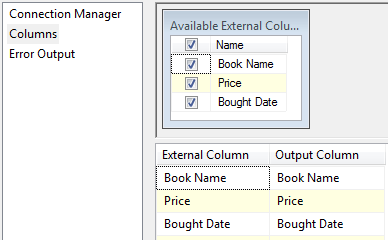 Connection Manager
Columns
Error Output
Available External Colu...
Name
Book Name
Price
Bought Date
External Column Output Column
Book Name Book Name
Price Price
Bought Date Bought Date